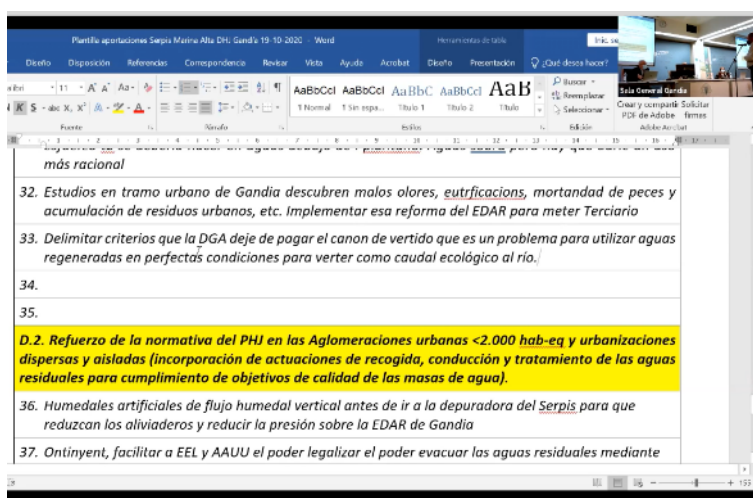 Plantilla aportaciones Serpis Marina Alta DHJ Gandía 19-10-2020 - Word
Herramientas de tabla
Diseño Disposición Referencias Correspondencia Revisar Vista Ayuda Acrobat Diseño Presentación ¿Qué desea hacer?
11
AaBbCcI AaBbCcI AaBbC AaBbCcI AaB
1 Normal 1 Sin espa... Título 1 Título 2 Título
Buscar
Reemplazar
Seleccionar
Sala General Gandia
Crear y compartir Solicitar
PDF de Adobe firmas
Fuente Párrafo Estilos Edición Adobe Acrobat
más racional
32. Estudios en tramo urbano de Gandia descubren malos olores, eutrficacions, mortandad de peces y
acumulación de residuos urbanos, etc. Implementar esa reforma del EDAR para meter Terciario
33. Delimitar criterios que la DGA deje de pagar el canon de vertido que es un problema para utilizar aguas
regeneradas en perfectas condiciones para verter como caudal ecológico al río.
34.
35.
D.2. Refuerzo de la normativa del PHJ en las Aglomeraciones urbanas <2.000 hab-eq y urbanizaciones
dispersas y aisladas (incorporación de actuaciones de recogida, conducción y tratamiento de las aguas
residuales para cumplimiento de objetivos de calidad de las masas de agua).
36. Humedales artificiales de flujo humedal vertical antes de ir a la depuradora del Serpis para que
reduzcan los aliviaderos y reducir la presión sobre la EDAR de Gandia
37. Ontinyent, facilitar a EEL y AAUU el poder legalizar el poder evacuar las aguas residuales mediante